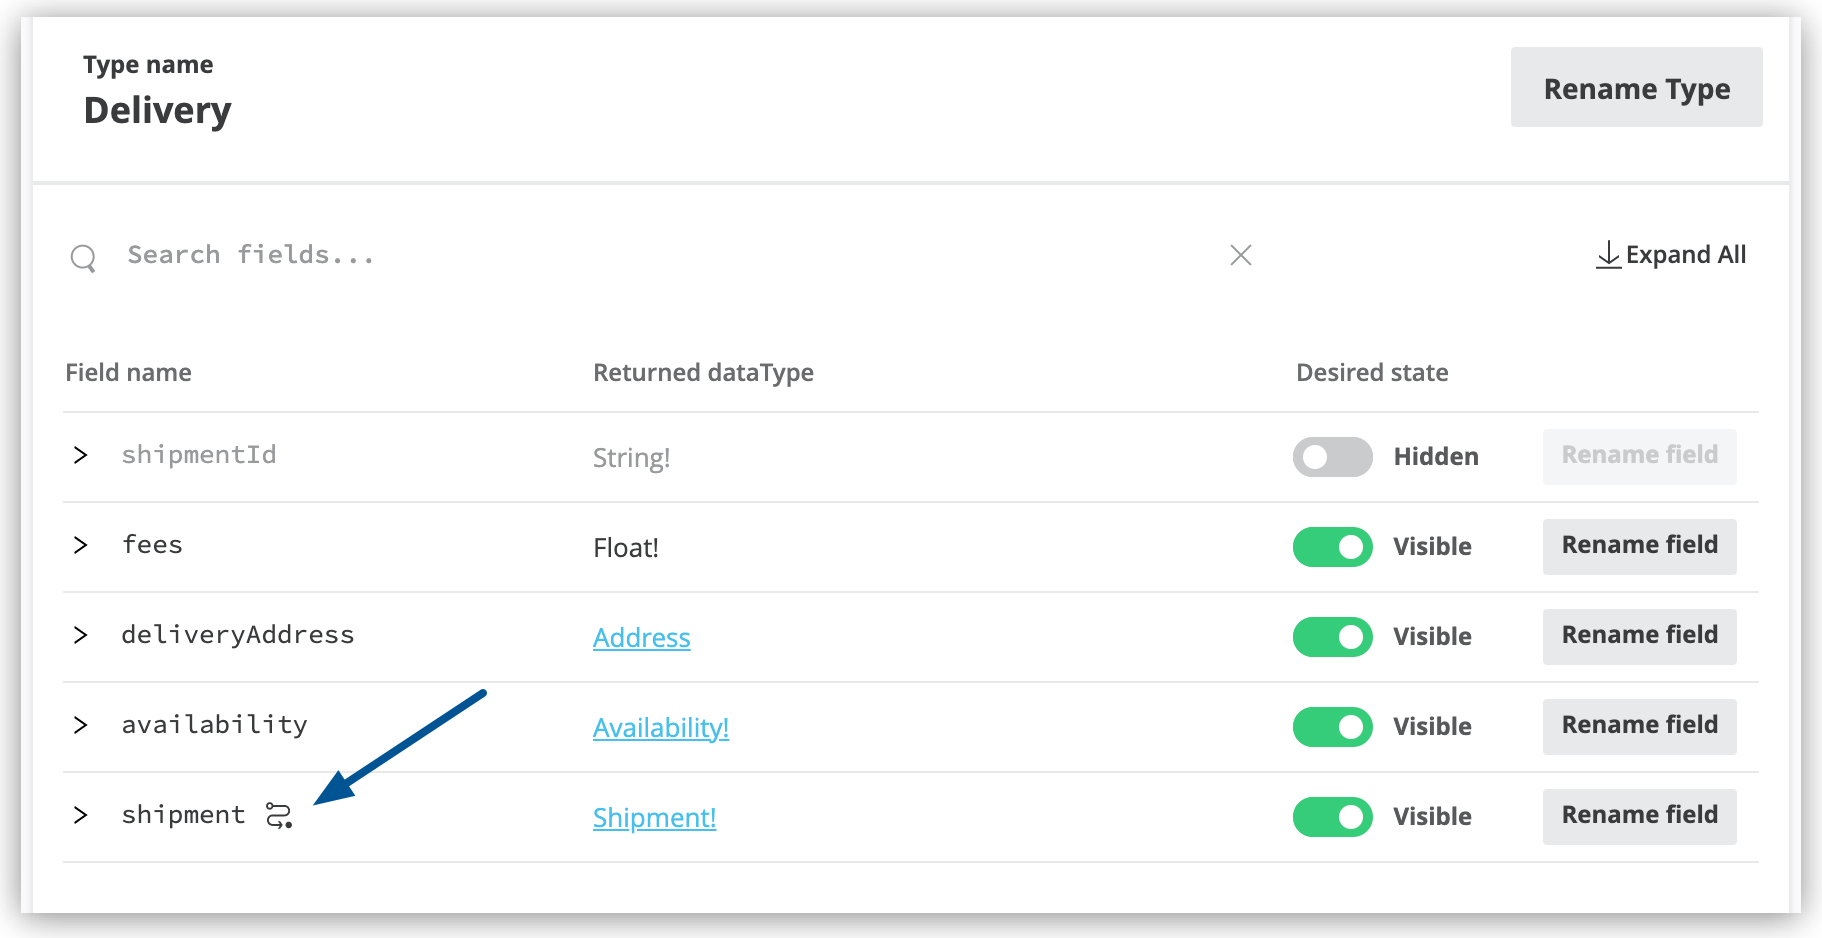 Type name
Delivery
Rename Type
Search fields...
Expand All
Field name Returned dataType Desired state
shipmentId String! Hidden Rename field
fees Float! Visible Rename field
deliveryAddress Address Visible Rename field
availability Availability! Visible Rename field
shipment Shipment! Visible Rename field